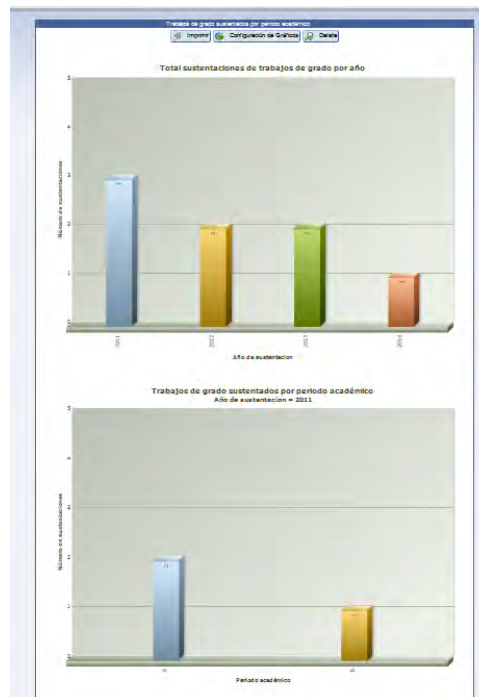 Trabajos de grado sustentados por periodo académico
Imprimir Configuración de Gráficos Detalle
Total sustentaciones de trabajos de grado por año
Número de sustentaciones
5
4
3
2
1
0
2011 2012 2013 2014
Año de sustentacion
Trabajos de grado sustentados por periodo académico
Año de sustentacion = 2011
Número de sustentaciones
5
4
3
2
1
0
A B
Periodo académico